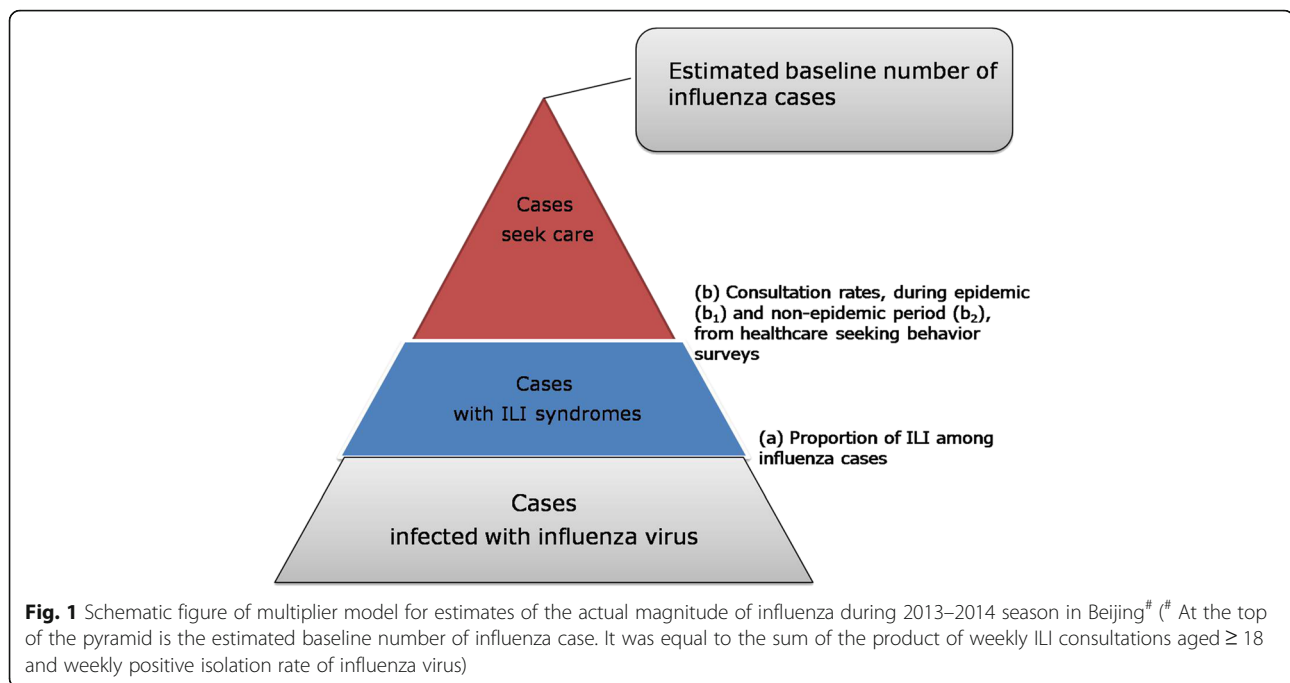 Estimated baseline number of
influenza cases
Cases
seek care
(b) Consultation rates, during epidemic
(b₁) and non-epidemic period (b₂),
from healthcare seeking behavior
surveys
Cases
with ILI syndromes
(a) Proportion of ILI among
influenza cases
Cases
infected with influenza virus
Fig. 1 Schematic figure of multiplier model for estimates of the actual magnitude of influenza during 2013–2014 season in Beijing# (# At the top
of the pyramid is the estimated baseline number of influenza case. It was equal to the sum of the product of weekly ILI consultations aged ≥ 18
and weekly positive isolation rate of influenza virus)